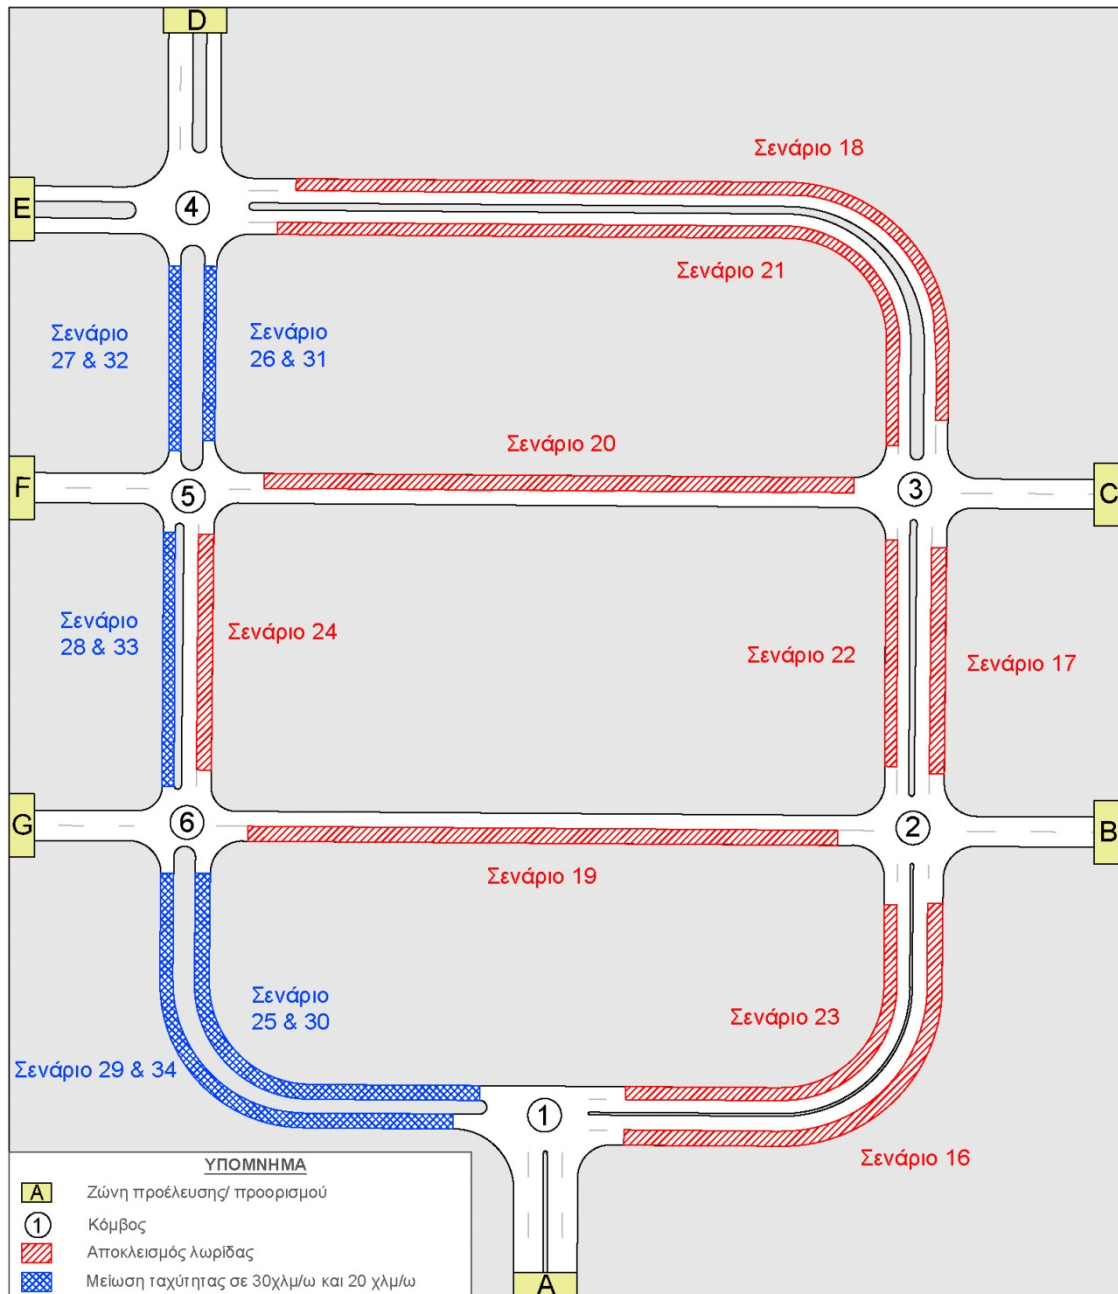 D
Σενάριο 18
E
4
Σενάριο 21
Σενάριο
27 & 32
Σενάριο
26 & 31
Σενάριο 20
F
5
3
C
Σενάριο
28 & 33
Σενάριο 24
Σενάριο 22
Σενάριο 17
G
6
2
B
Σενάριο 19
Σενάριο
25 & 30
Σενάριο 23
Σενάριο 29 & 34
1
Σενάριο 16
ΥΠΟΜΝΗΜΑ
A Ζώνη προέλευσης/ προορισμού
1 Κόμβος
Αποκλεισμός λωρίδας
Μείωση ταχύτητας σε 30χλμ/ω και 20 χλμ/ω
A